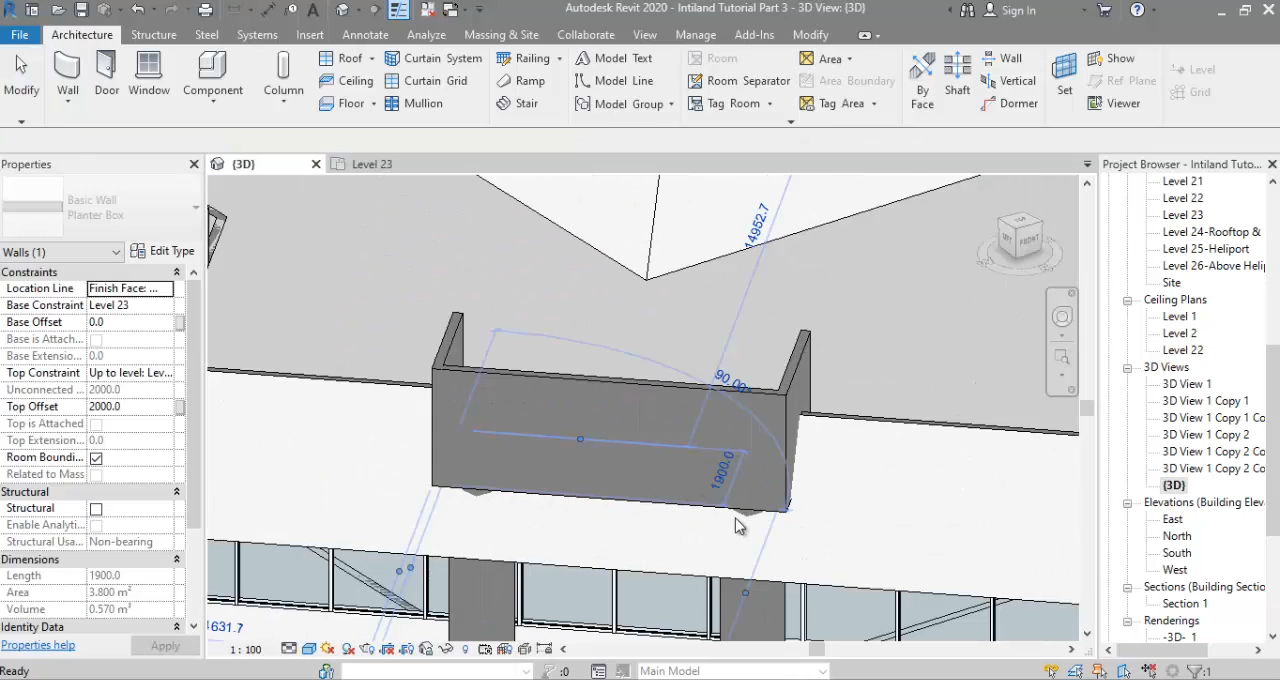 Autodesk Revit 2020 - Intiland Tutorial Part 3 - 3D View: {3D}
Sign In
File Architecture Structure Steel Systems Insert Annotate Analyze Massing & Site Collaborate View Manage Add-Ins Modify
Modify
Wall
Door
Window
Component
Column
Roof
Ceiling
Floor
Curtain System
Curtain Grid
Mullion
Railing
Ramp
Stair
Model Text
Model Line
Model Group
Room
Room Separator
Tag Room
Area
Area Boundary
Tag Area
By Face
Shaft
Wall
Vertical
Dormer
Set
Show
Ref Plane
Viewer
Level
Grid
Properties
{3D}
Level 23
Project Browser - Intiland Tuto...
Basic Wall
Planter Box
Walls (1)
Edit Type
Constraints
Location Line Finish Face: ...
Base Constraint Level 23
Base Offset 0.0
Base is Attach...
Base Extensio... 0.0
Top Constraint Up to level: Lev...
Unconnected ... 2000.0
Top Offset 2000.0
Top is Attached
Top Extension... 0.0
Room Boundi...
Related to Mass
Structural
Structural
Enable Analyti...
Structural Usa... Non-bearing
Dimensions
Length 1900.0
Area 3.800 m²
Volume 0.570 m³
Identity Data
Properties help
Apply
14952.7
90.00°
1900.0
1631.7
TOP
FRONT
Level 21
Level 22
Level 23
Level 24-Rooftop &
Level 25-Heliport
Level 26-Above Heli
Site
Ceiling Plans
Level 1
Level 2
Level 22
3D Views
3D View 1
3D View 1 Copy 1
3D View 1 Copy 1 Co
3D View 1 Copy 2
3D View 1 Copy 2 Co
3D View 1 Copy 2 Co
{3D}
Elevations (Building Elev
East
North
South
West
Sections (Building Sectio
Section 1
Renderings
-3D- 1
1 : 100
Ready
:0
Main Model
:1